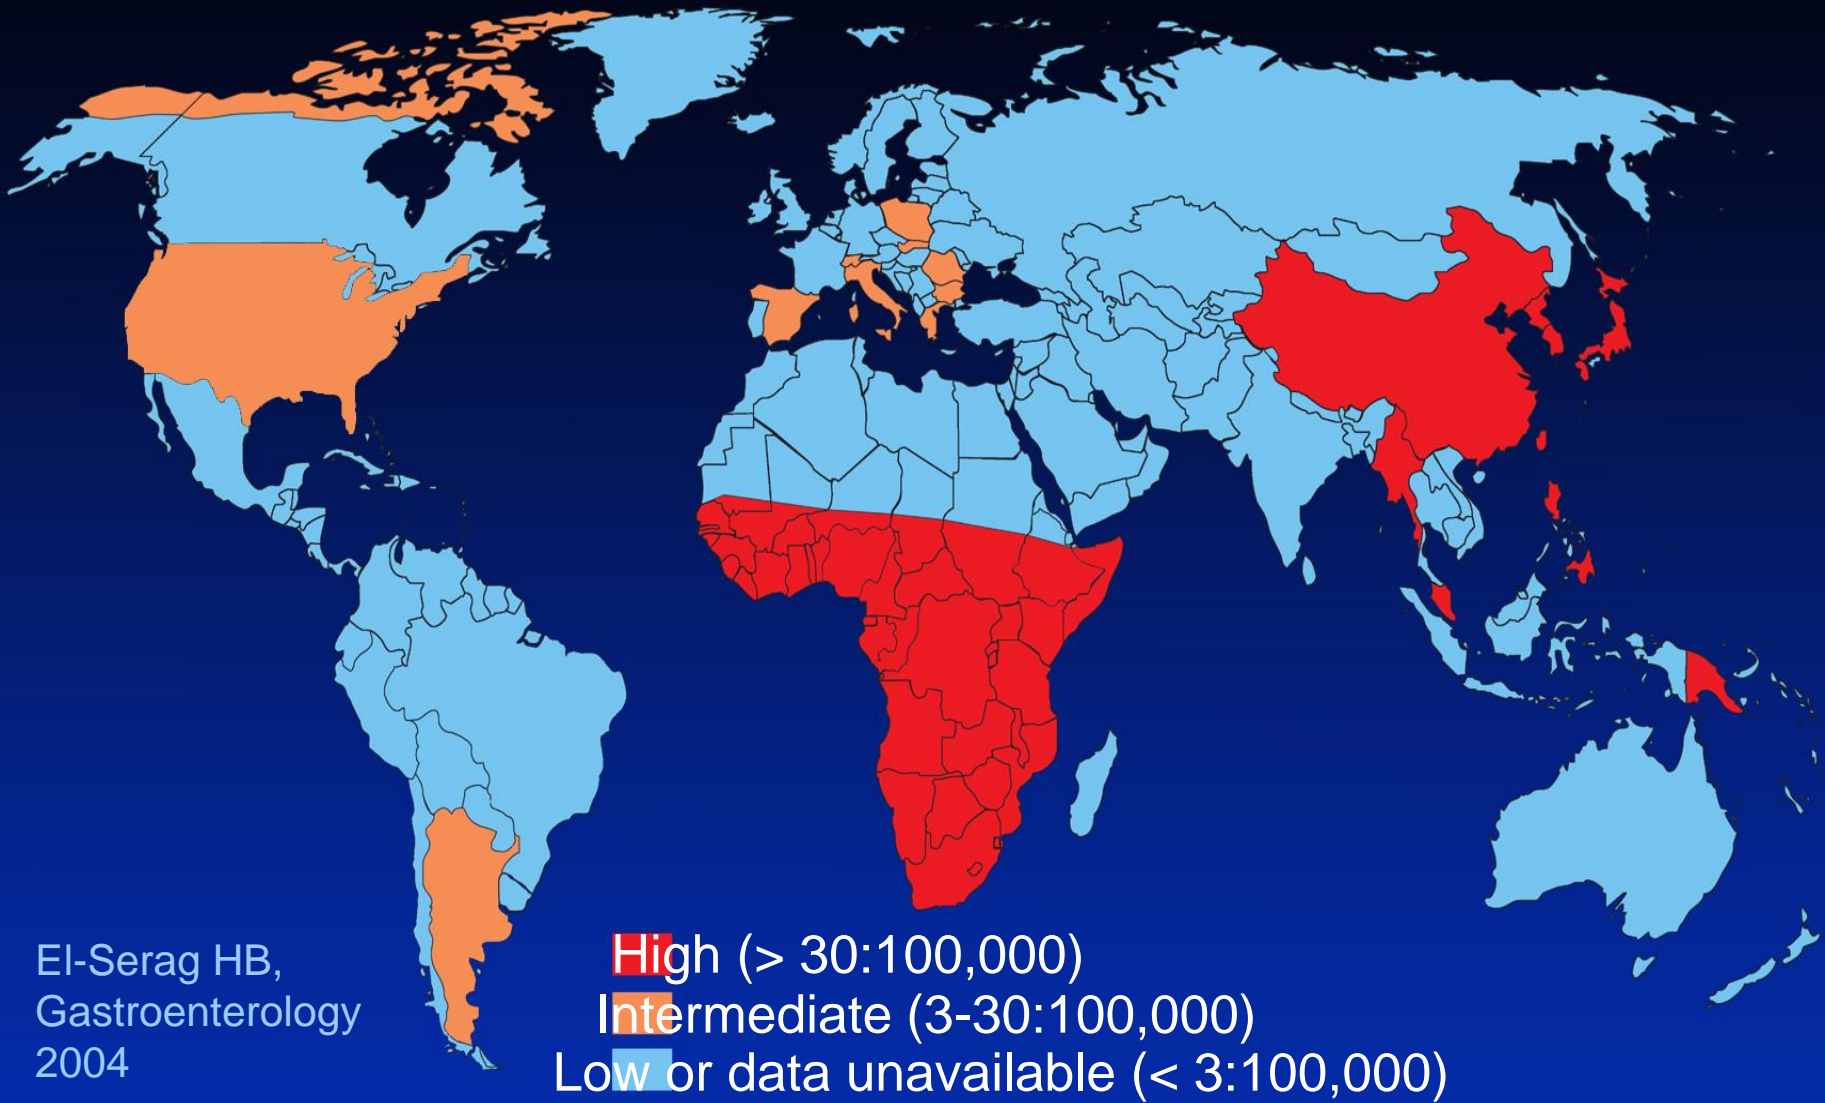 High (> 30:100,000)
Intermediate (3-30:100,000)
Low or data unavailable (< 3:100,000)
El-Serag HB,
Gastroenterology
2004